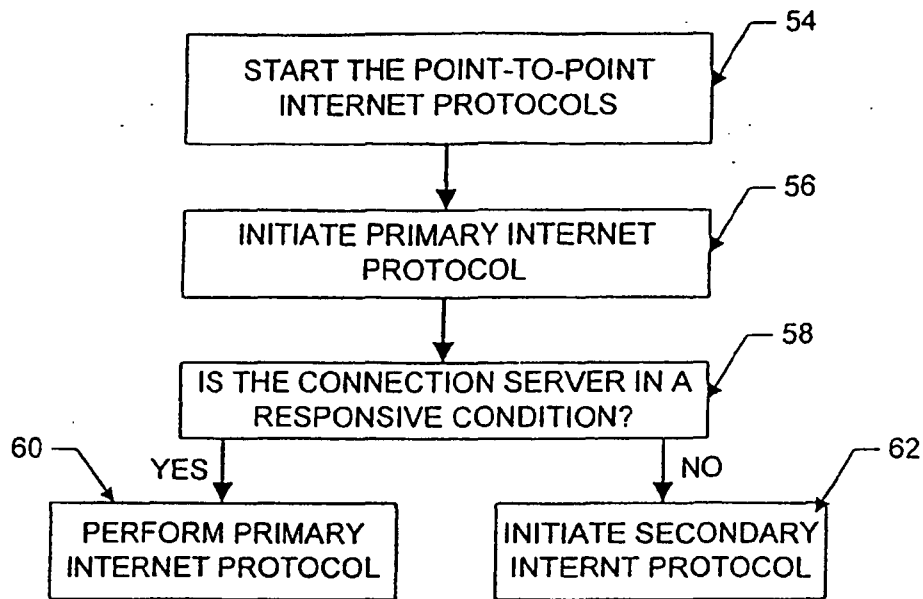 54
START THE POINT-TO-POINT
INTERNET PROTOCOLS
56
INITIATE PRIMARY INTERNET
PROTOCOL
58
IS THE CONNECTION SERVER IN A
RESPONSIVE CONDITION?
60
YES
NO
62
PERFORM PRIMARY
INTERNET PROTOCOL
INITIATE SECONDARY
INTERNT PROTOCOL